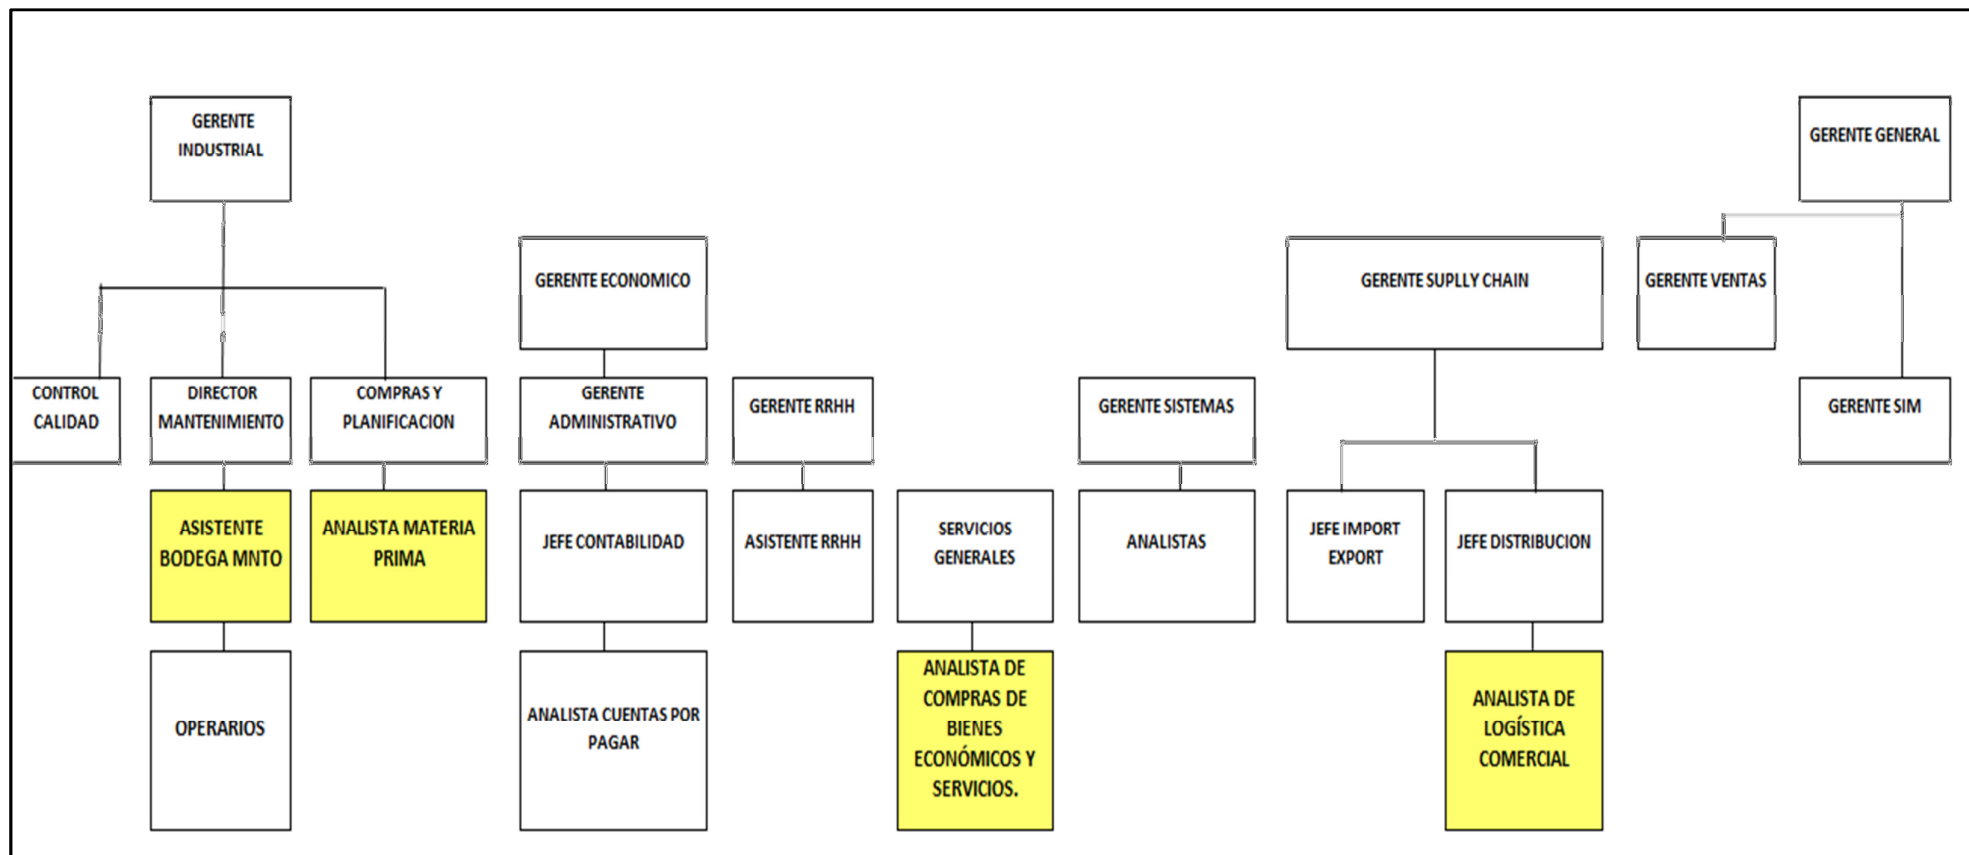 GERENTE
INDUSTRIAL
GERENTE GENERAL
GERENTE ECONOMICO
GERENTE SUPLLY CHAIN
GERENTE VENTAS
CONTROL
CALIDAD
DIRECTOR
MANTENIMIENTO
COMPRAS Y
PLANIFICACION
GERENTE
ADMINISTRATIVO
GERENTE RRHH
GERENTE SISTEMAS
GERENTE SIM
ASISTENTE
BODEGA MNTO
ANALISTA MATERIA
PRIMA
JEFE CONTABILIDAD
ASISTENTE RRHH
SERVICIOS
GENERALES
ANALISTAS
JEFE IMPORT
EXPORT
JEFE DISTRIBUCION
OPERARIOS
ANALISTA CUENTAS POR
PAGAR
ANALISTA DE
COMPRAS DE
BIENES
ECONÓMICOS Y
SERVICIOS.
ANALISTA DE
LOGÍSTICA
COMERCIAL